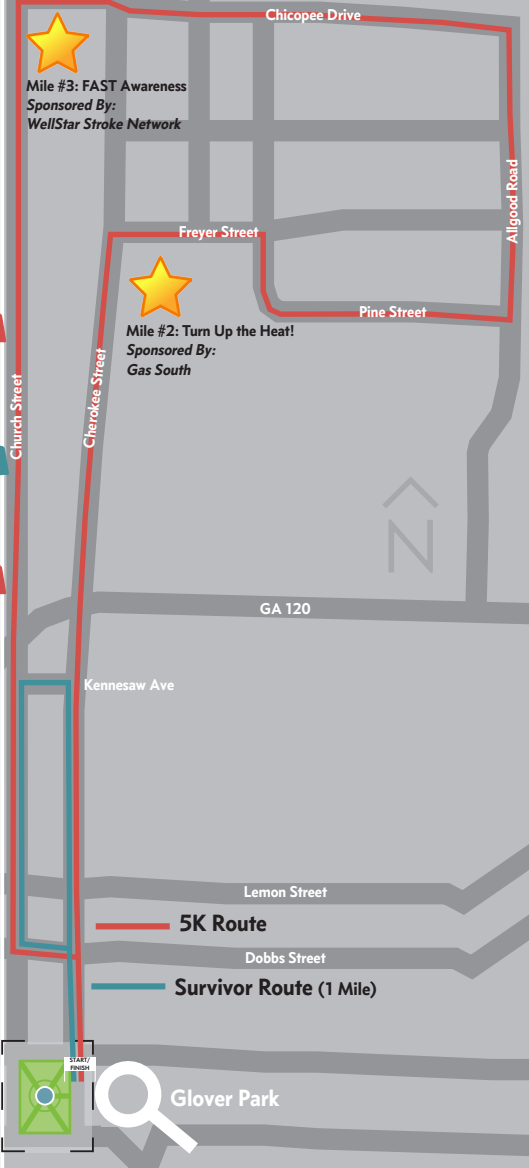 Chicopee Drive
Mile #3: FAST Awareness
Sponsored By:
WellStar Stroke Network
Allgood Road
Freyer Street
Mile #2: Turn Up the Heat!
Sponsored By:
Gas South
Pine Street
Church Street
Cherokee Street
N
GA 120
Kennesaw Ave
Lemon Street
5K Route
Dobbs Street
Survivor Route (1 Mile)
START/
FINISH
Glover Park